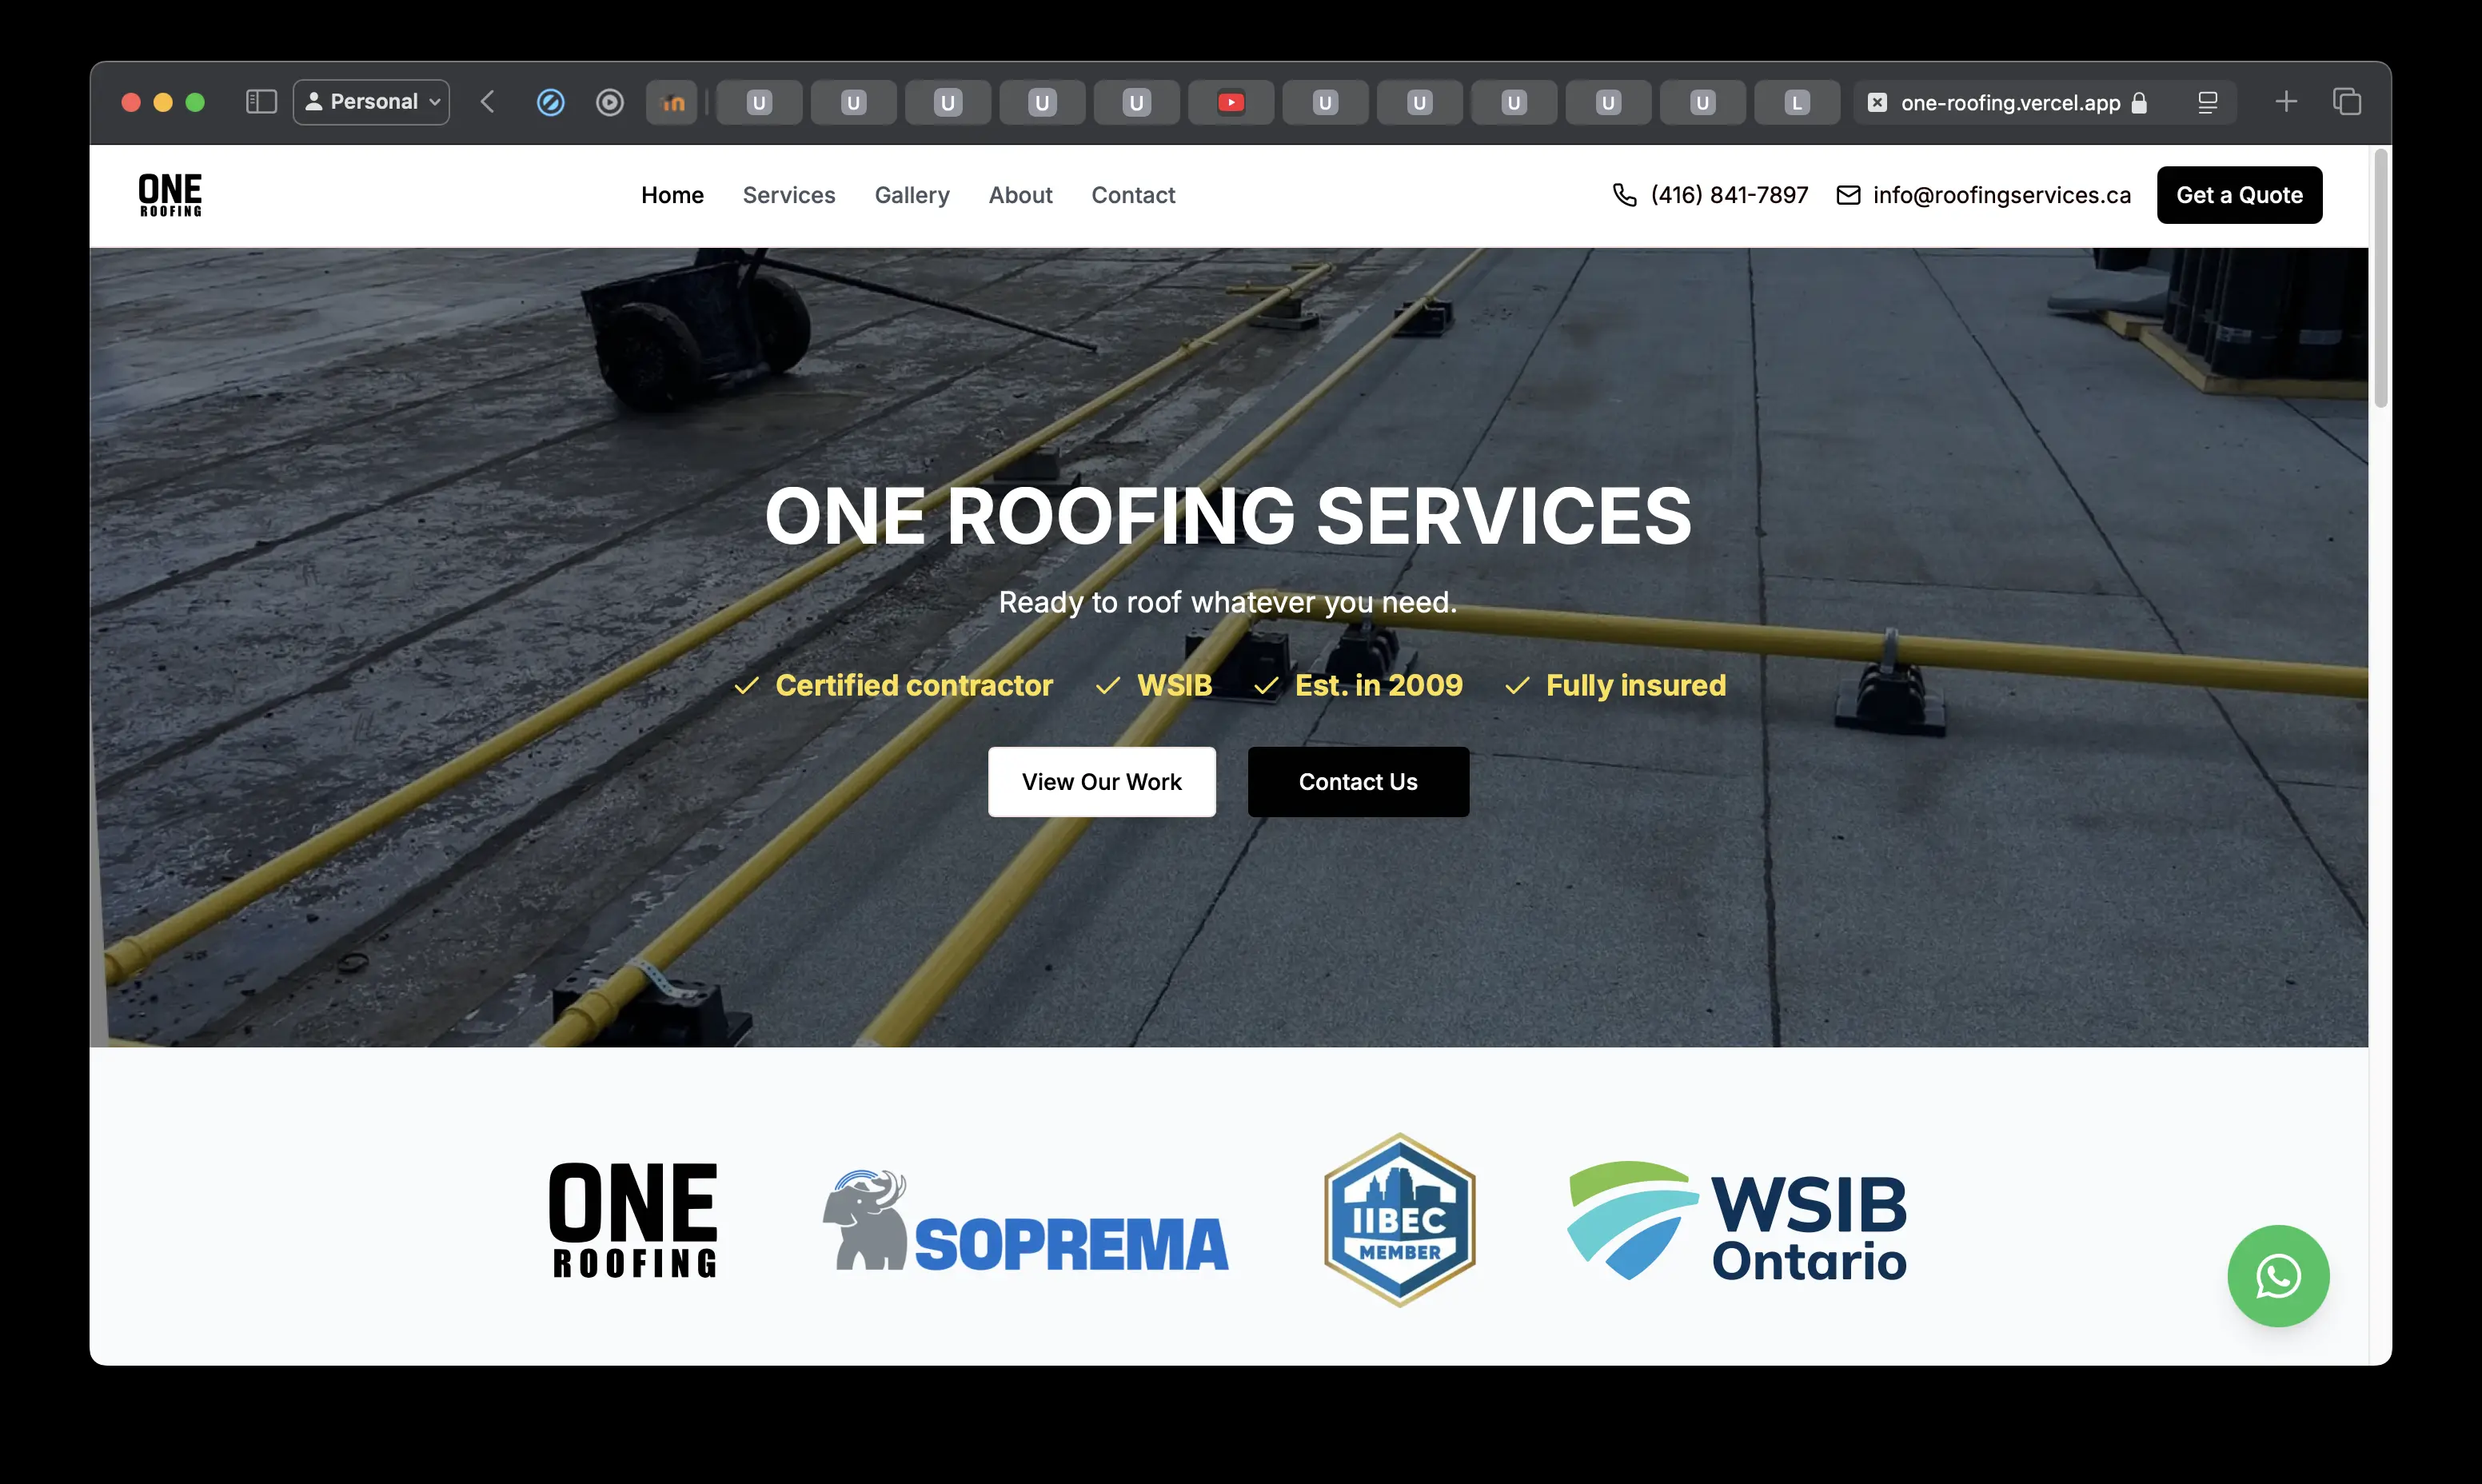 Personal
U
U
U
U
U
U
U
U
U
U
L
one-roofing.vercel.app
ONE
ROOFING
Home
Services
Gallery
About
Contact
(416) 841-7897
info@roofingservices.ca
Get a Quote
ONE ROOFING SERVICES
Ready to roof whatever you need.
Certified contractor
WSIB
Est. in 2009
Fully insured
View Our Work
Contact Us
ONE
ROOFING
SOPREMA
IIBEC
MEMBER
WSIB
Ontario